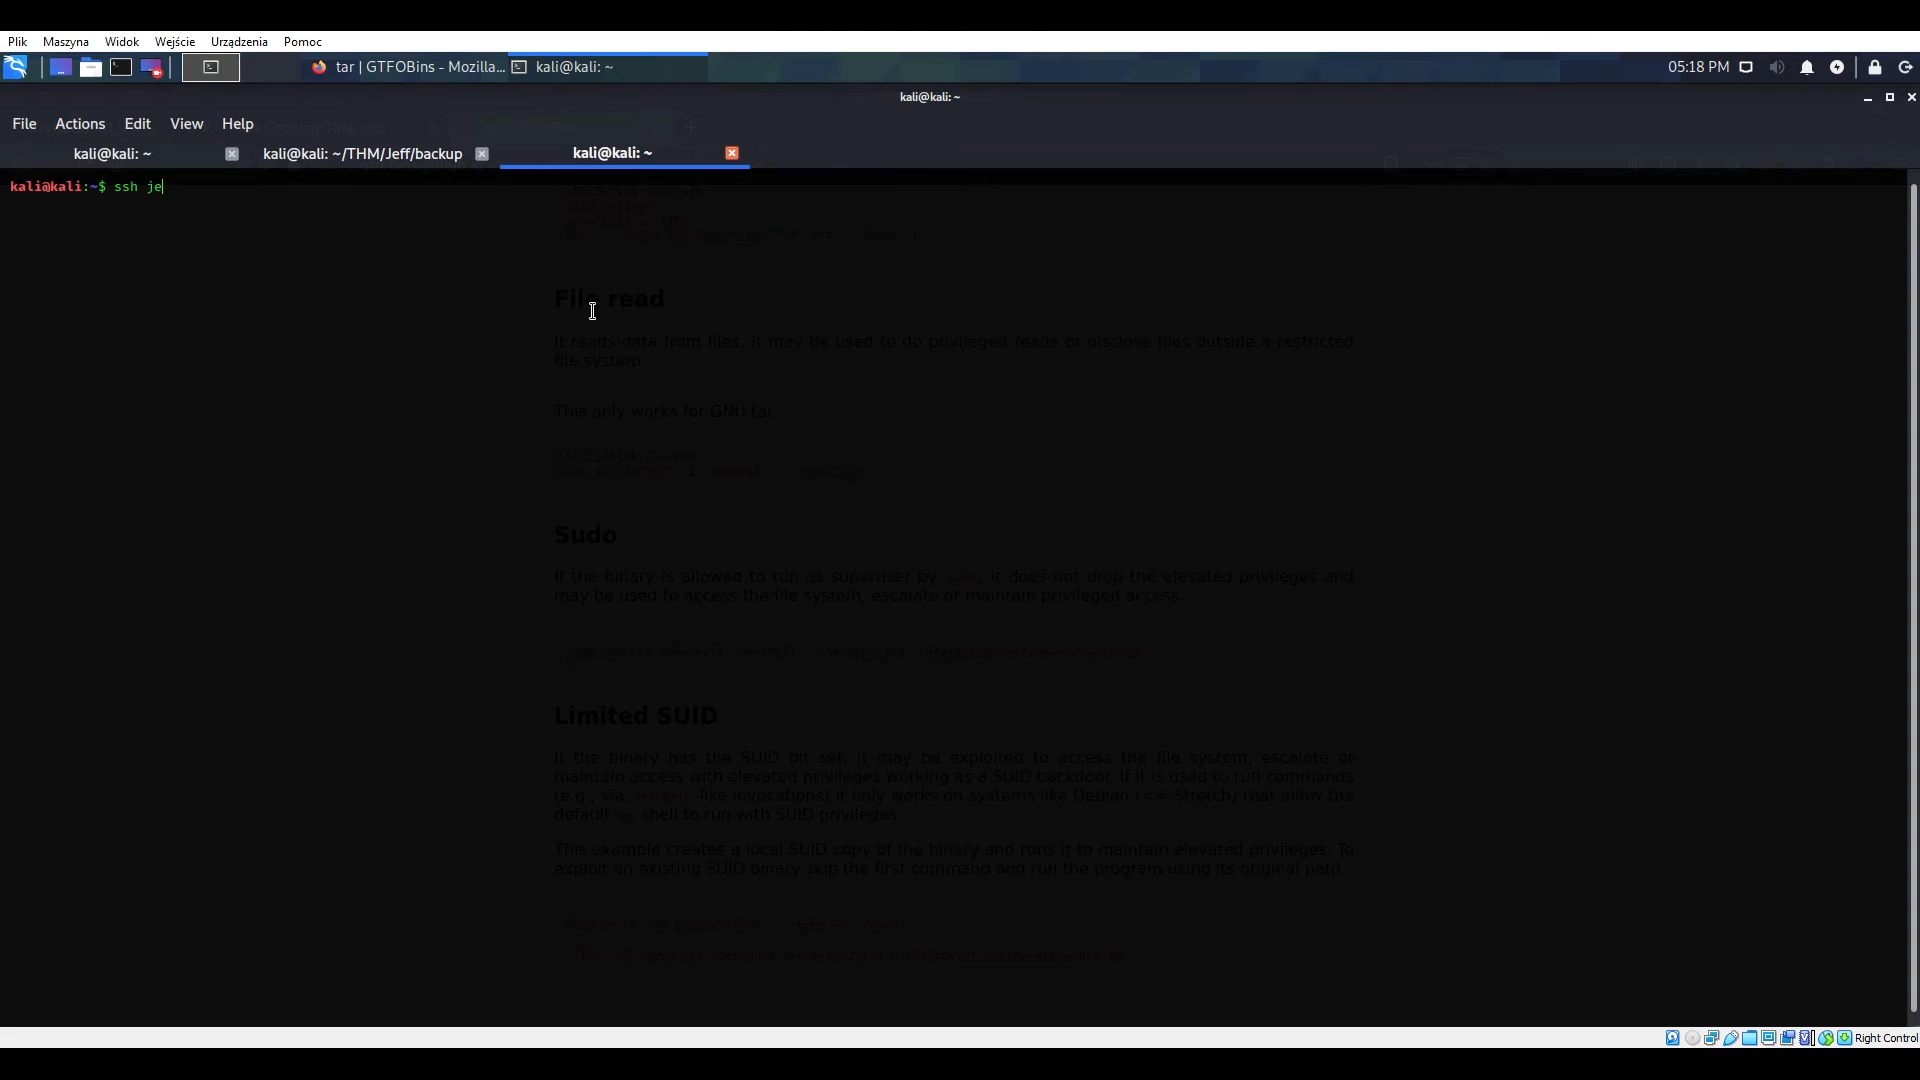 Plik Maszyna Widok Wejście Urządzenia Pomoc
tar | GTFOBins - Mozilla... kali@kali: ~ 05:18 PM
kali@kali: ~
File Actions Edit View Help
kali@kali: ~ kali@kali: ~/THM/Jeff/backup kali@kali: ~
kali@kali:~$ ssh je
File read
It reads data from files, it may be used to do privileged reads or disclose files outside a restricted
file system.
This only works for GNU tar.
Sudo
If the binary is allowed to run as superuser by sudo, it does not drop the elevated privileges and
may be used to access the file system, escalate or maintain privileged access.
Limited SUID
If the binary has the SUID bit set, it may be exploited to access the file system, escalate or
maintain access with elevated privileges working as a SUID backdoor. If it is used to run commands
(e.g., via -like invocations) it only works on systems like Debian (<= Stretch) that allow the
default shell to run with SUID privileges.
This example creates a local SUID copy of the binary and runs it to maintain elevated privileges. To
exploit an existing SUID binary skip the first command and run the program using its original path.
Right Control